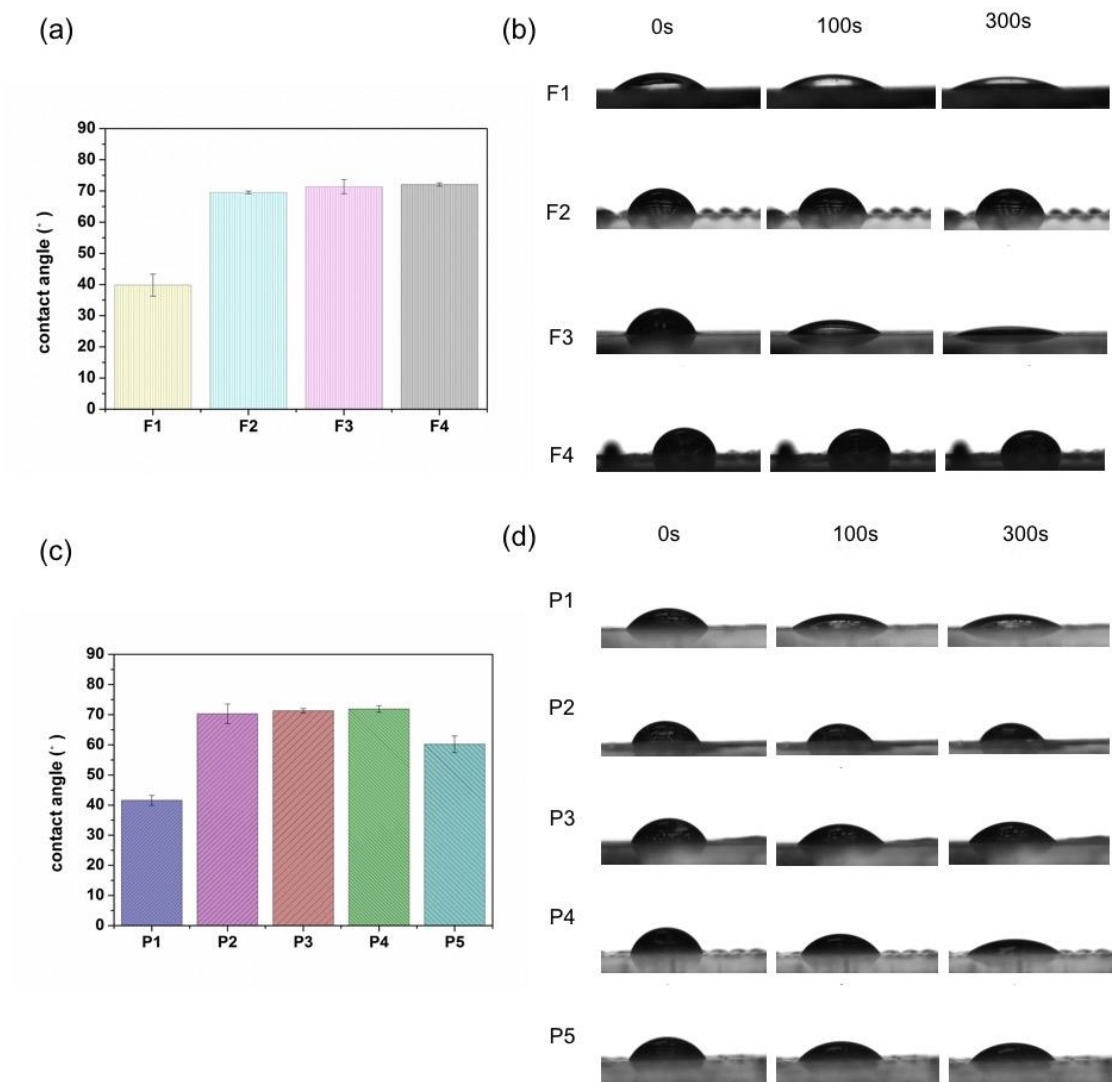 (a)
contact angle (°)
90
80
70
60
50
40
30
20
10
0
F1 F2 F3 F4
(b)
0s 100s 300s
F1
F2
F3
F4
(c)
contact angle (°)
90
80
70
60
50
40
30
20
10
0
P1 P2 P3 P4 P5
(d)
0s 100s 300s
P1
P2
P3
P4
P5